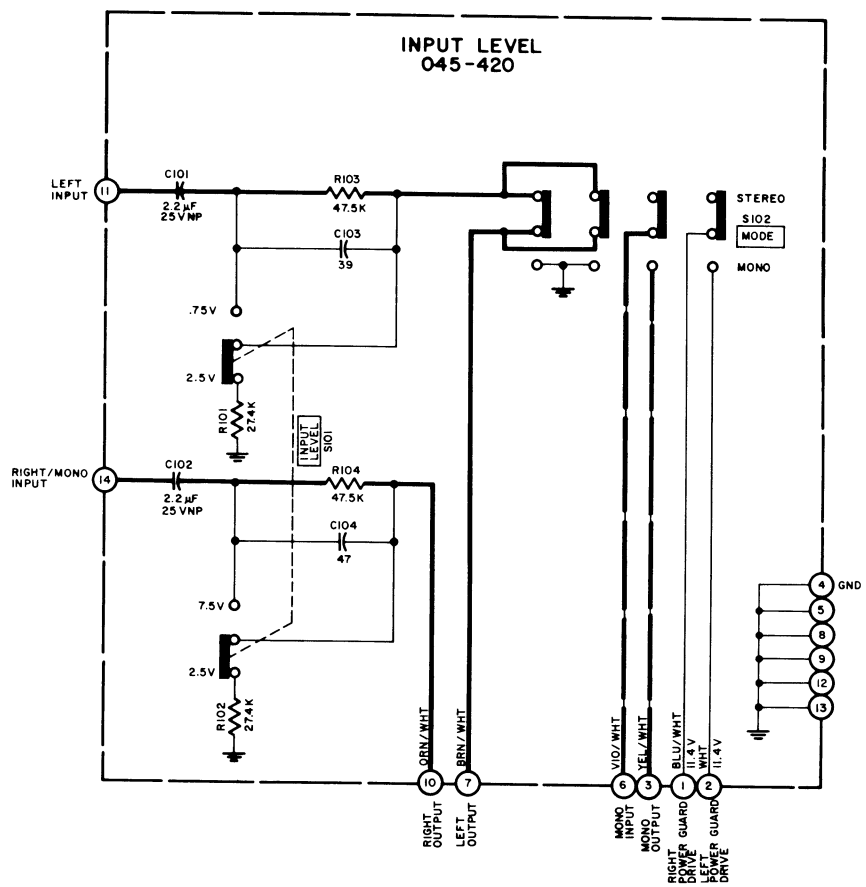 INPUT LEVEL
045-420
LEFT
INPUT
11
C101
2.2µF
25VNP
R103
47.5K
C103
39
.75V
2.5V
R101
27.4K
INPUT
LEVEL
S101
STEREO
S102
MODE
MONO
RIGHT/MONO
INPUT
14
C102
2.2µF
25VNP
R104
47.5K
C104
47
7.5V
2.5V
R102
27.4K
4
GND
5
8
9
12
13
ORN/WHT
BRN/WHT
VIO/WHT
YEL/WHT
BLU/WHT
11.4V
WHT
11.4V
10
7
6
3
1
2
RIGHT
OUTPUT
LEFT
OUTPUT
MONO
INPUT
MONO
OUTPUT
RIGHT
POWER GUARD
DRIVE
LEFT
POWER GUARD
DRIVE